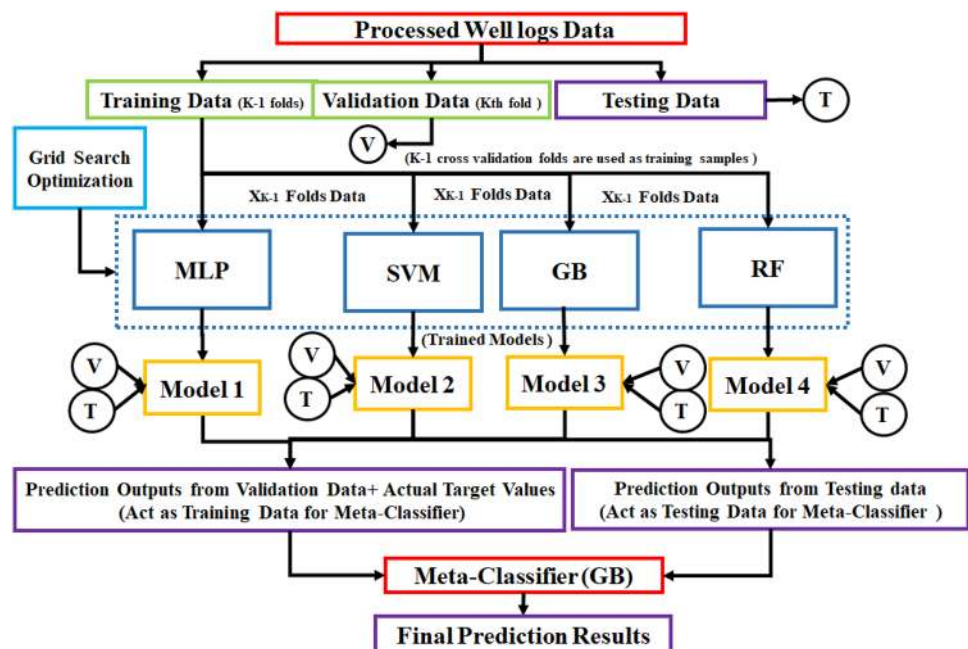 Processed Well logs Data
Training Data (K-1 folds)
Validation Data (Kth fold )
Testing Data
T
V
Grid Search
Optimization
(K-1 cross validation folds are used as training samples )
XK-1 Folds Data
XK-1 Folds Data
XK-1 Folds Data
MLP
SVM
GB
RF
(Trained Models )
V
T
Model 1
V
T
Model 2
Model 3
V
T
Model 4
V
T
Prediction Outputs from Validation Data+ Actual Target Values
(Act as Training Data for Meta-Classifier)
Prediction Outputs from Testing data
(Act as Testing Data for Meta-Classifier )
Meta-Classifier (GB)
Final Prediction Results